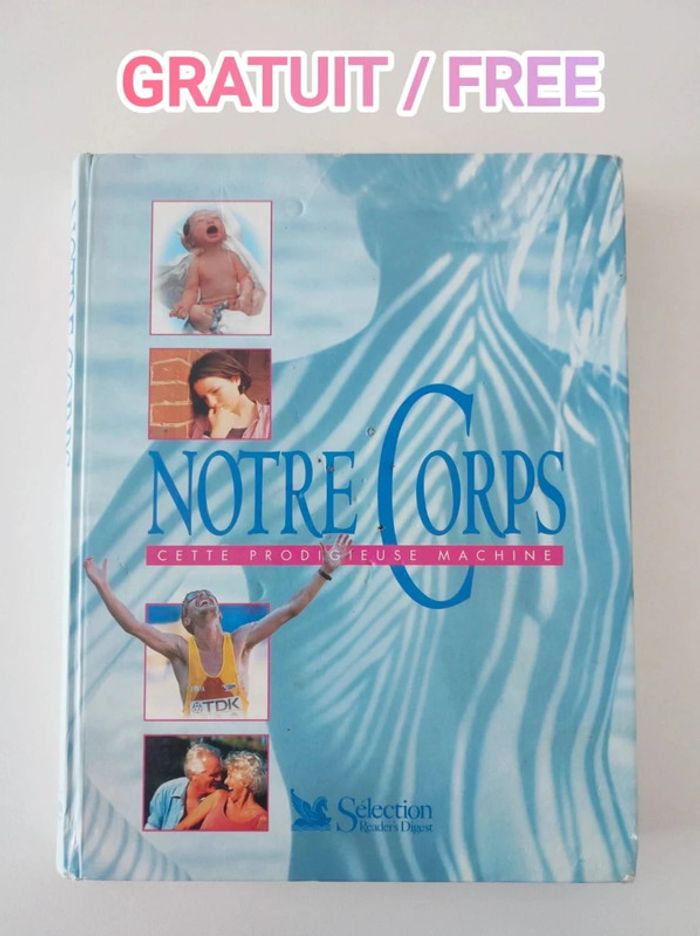 GRATUIT / FREE
NOTRE CORPS
NOTRE CORPS
CETTE PRODIGIEUSE MACHINE
TDK
Sélection
Reader's Digest